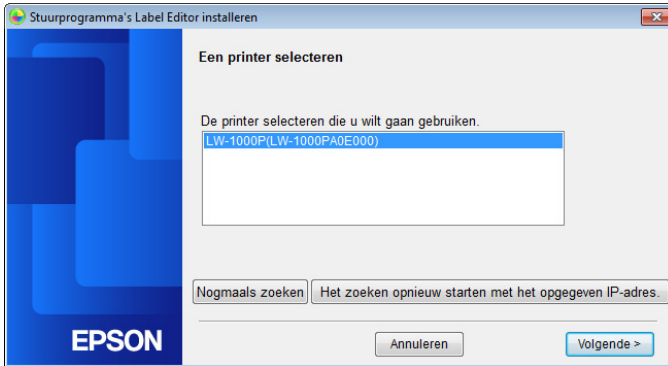 Stuurprogramma's Label Editor installeren
Een printer selecteren
De printer selecteren die u wilt gaan gebruiken.
LW-1000P(LW-1000PA0E000)
Nogmaals zoeken
Het zoeken opnieuw starten met het opgegeven IP-adres.
EPSON
Annuleren
Volgende >